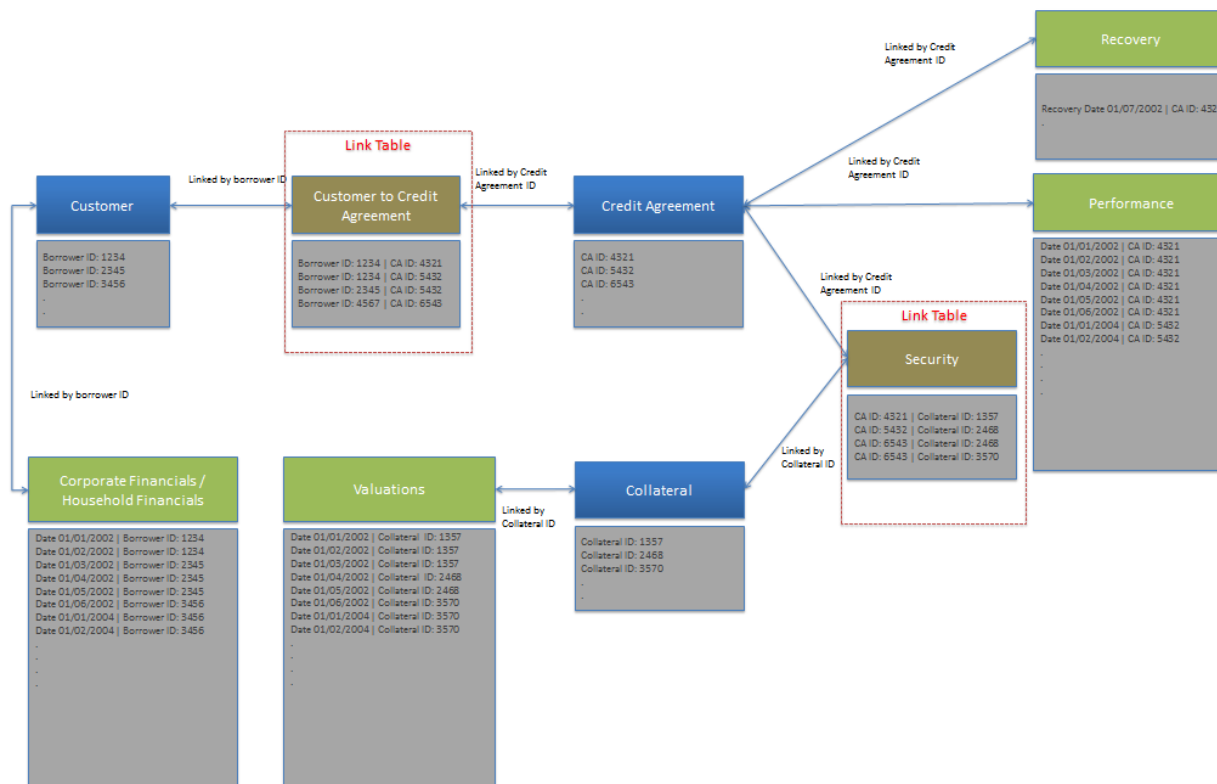 Linked by Credit
Agreement ID
Recovery
Recovery Date 01/07/2002 | CA ID: 432
.
Link Table
Linked by borrower ID
Linked by Credit
Agreement ID
Linked by Credit
Agreement ID
Customer
Customer to Credit
Agreement
Credit Agreement
Performance
Borrower ID: 1234
Borrower ID: 2345
Borrower ID: 3456
.
.
Borrower ID: 1234 | CA ID: 4321
Borrower ID: 1234 | CA ID: 5432
Borrower ID: 2345 | CA ID: 5432
Borrower ID: 4567 | CA ID: 6543
CA ID: 4321
CA ID: 5432
CA ID: 6543
.
.
Linked by Credit
Agreement ID
Date 01/01/2002 | CA ID: 4321
Date 01/02/2002 | CA ID: 4321
Date 01/03/2002 | CA ID: 4321
Date 01/04/2002 | CA ID: 4321
Date 01/05/2002 | CA ID: 4321
Date 01/06/2002 | CA ID: 4321
Date 01/01/2004 | CA ID: 5432
Date 01/02/2004 | CA ID: 5432
.
.
.
.
Link Table
Security
CA ID: 4321 | Collateral ID: 1357
CA ID: 5432 | Collateral ID: 2468
CA ID: 6543 | Collateral ID: 2468
CA ID: 6543 | Collateral ID: 3570
Linked by borrower ID
Linked by
Collateral ID
Corporate Financials /
Household Financials
Valuations
Linked by
Collateral ID
Collateral
Date 01/01/2002 | Borrower ID: 1234
Date 01/02/2002 | Borrower ID: 1234
Date 01/03/2002 | Borrower ID: 2345
Date 01/04/2002 | Borrower ID: 2345
Date 01/05/2002 | Borrower ID: 2345
Date 01/06/2002 | Borrower ID: 3456
Date 01/01/2004 | Borrower ID: 3456
Date 01/02/2004 | Borrower ID: 3456
.
.
.
.
Date 01/01/2002 | Collateral ID: 1357
Date 01/02/2002 | Collateral ID: 1357
Date 01/03/2002 | Collateral ID: 1357
Date 01/04/2002 | Collateral ID: 2468
Date 01/05/2002 | Collateral ID: 2468
Date 01/06/2002 | Collateral ID: 3570
Date 01/01/2004 | Collateral ID: 3570
Date 01/02/2004 | Collateral ID: 3570
.
.
.
.
Collateral ID: 1357
Collateral ID: 2468
Collateral ID: 3570
.
.